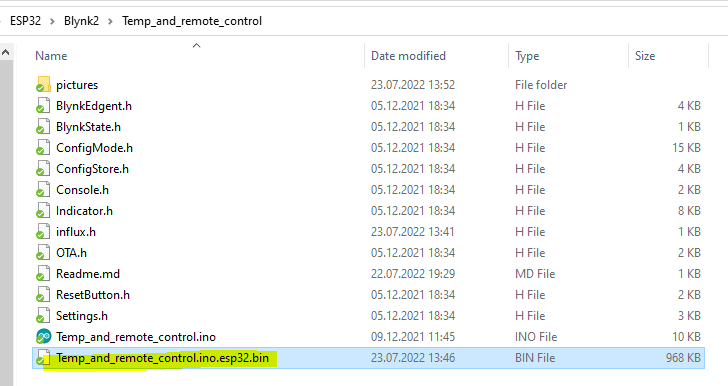 ESP32 > Blynk2 > Temp_and_remote_control
Name Date modified Type Size
pictures 23.07.2022 13:52 File folder
BlynkEdgent.h 05.12.2021 18:34 H File 4 KB
BlynkState.h 05.12.2021 18:34 H File 1 KB
ConfigMode.h 05.12.2021 18:34 H File 15 KB
ConfigStore.h 05.12.2021 18:34 H File 4 KB
Console.h 05.12.2021 18:34 H File 2 KB
Indicator.h 05.12.2021 18:34 H File 8 KB
influx.h 23.07.2022 13:41 H File 1 KB
OTA.h 05.12.2021 18:34 H File 2 KB
Readme.md 22.07.2022 19:29 MD File 1 KB
ResetButton.h 05.12.2021 18:34 H File 2 KB
Settings.h 05.12.2021 18:34 H File 3 KB
Temp_and_remote_control.ino 09.12.2021 11:45 INO File 10 KB
Temp_and_remote_control.ino.esp32.bin 23.07.2022 13:46 BIN File 968 KB